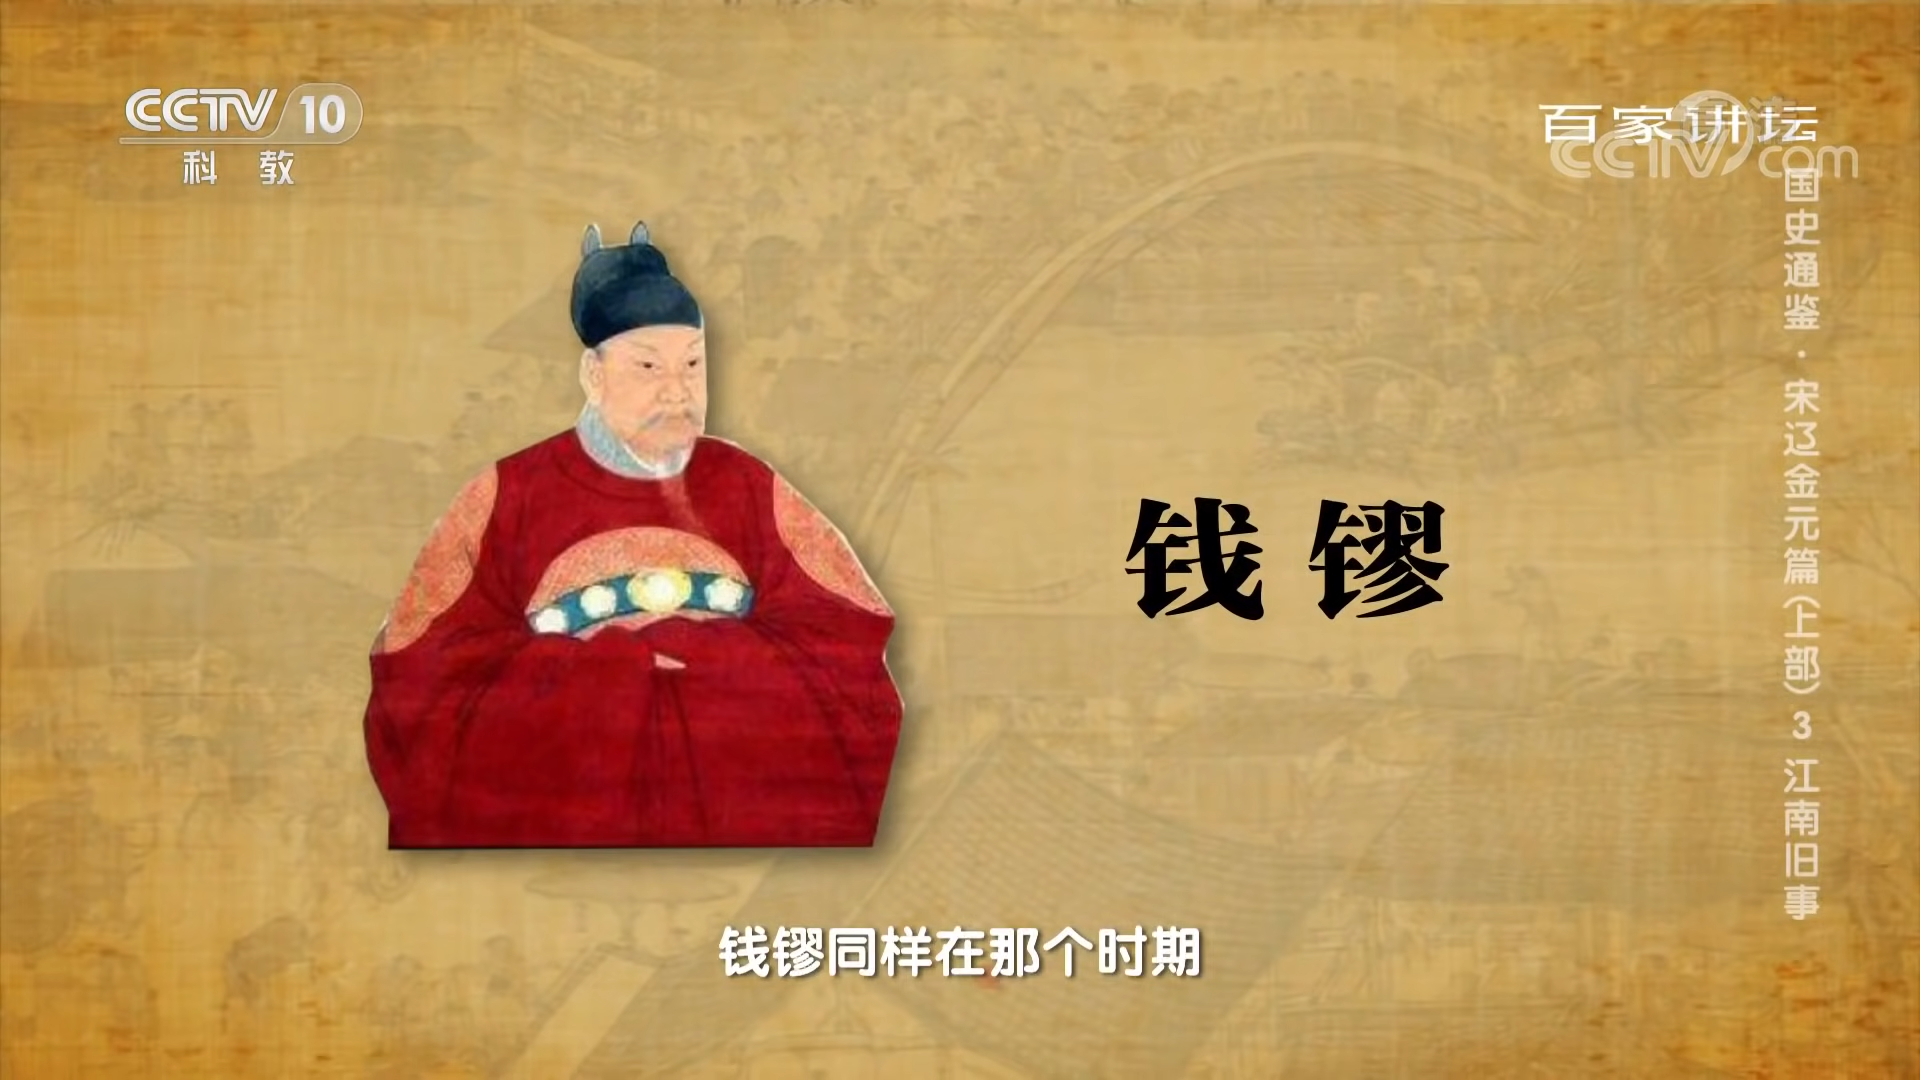 CCTV 10
科 教
百家讲坛
CCTV.com
国史通鉴·宋辽金元篇(上部) 3 江南旧事
钱镠
钱镠同样在那个时期